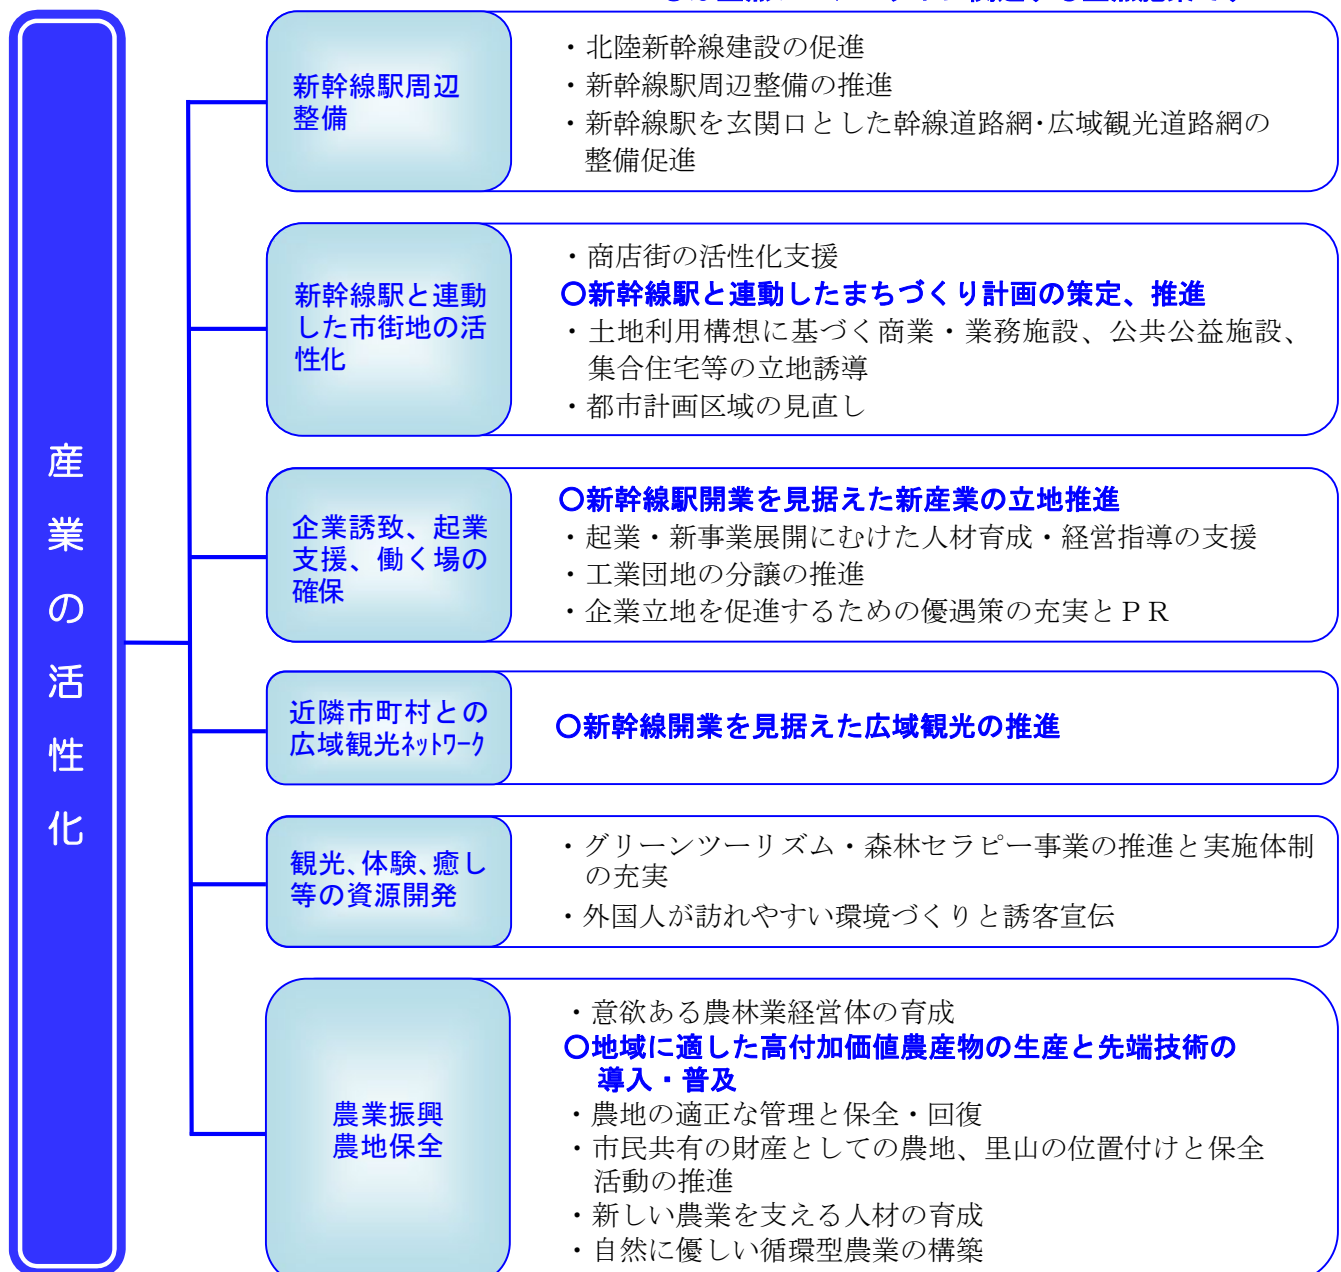 産業の活性化
新幹線駅周辺
整備
・北陸新幹線建設の促進
・新幹線駅周辺整備の推進
・新幹線駅を玄関口とした幹線道路網･広域観光道路網の
整備促進
新幹線駅と連動
した市街地の活
性化
・商店街の活性化支援
○新幹線駅と連動したまちづくり計画の策定、推進
・土地利用構想に基づく商業・業務施設、公共公益施設、
集合住宅等の立地誘導
・都市計画区域の見直し
企業誘致、起業
支援、働く場の
確保
○新幹線駅開業を見据えた新産業の立地推進
・起業・新事業展開にむけた人材育成・経営指導の支援
・工業団地の分譲の推進
・企業立地を促進するための優遇策の充実とＰＲ
近隣市町村との
広域観光ﾈｯﾄﾜｰｸ
○新幹線開業を見据えた広域観光の推進
観光、体験、癒し
等の資源開発
・グリーンツーリズム・森林セラピー事業の推進と実施体制
の充実
・外国人が訪れやすい環境づくりと誘客宣伝
農業振興
農地保全
・意欲ある農林業経営体の育成
○地域に適した高付加価値農産物の生産と先端技術の
導入・普及
・農地の適正な管理と保全・回復
・市民共有の財産としての農地、里山の位置付けと保全
活動の推進
・新しい農業を支える人材の育成
・自然に優しい循環型農業の構築